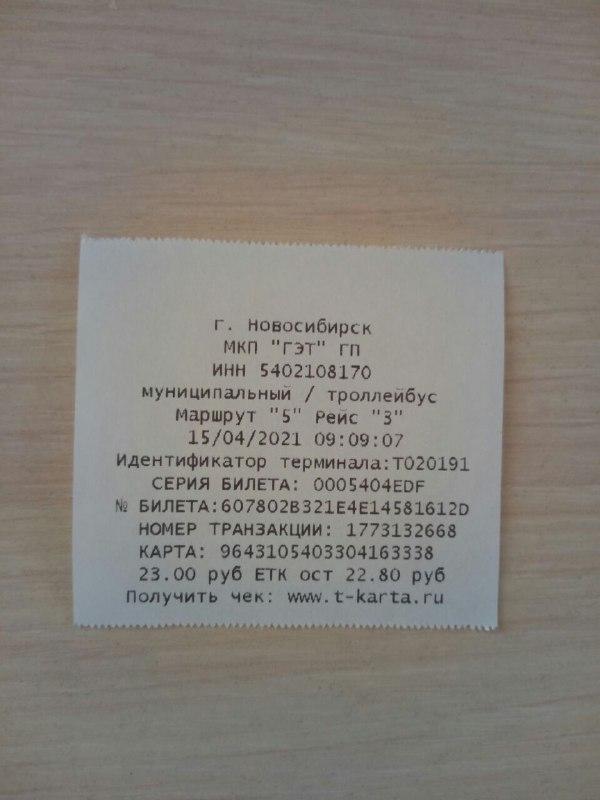 г. Новосибирск
МКП "ГЭТ" ГП
ИНН 5402108170
муниципальный / троллейбус
Маршрут "5" Рейс "3"
15/04/2021 09:09:07
Идентификатор терминала:T020191
СЕРИЯ БИЛЕТА: 0005404EDF
№ БИЛЕТА:607802B321E4E14581612D
НОМЕР ТРАНЗАКЦИИ: 1773132668
КАРТА: 9643105403304163338
23.00 руб ЕТК ост 22.80 руб
Получить чек: www.t-karta.ru